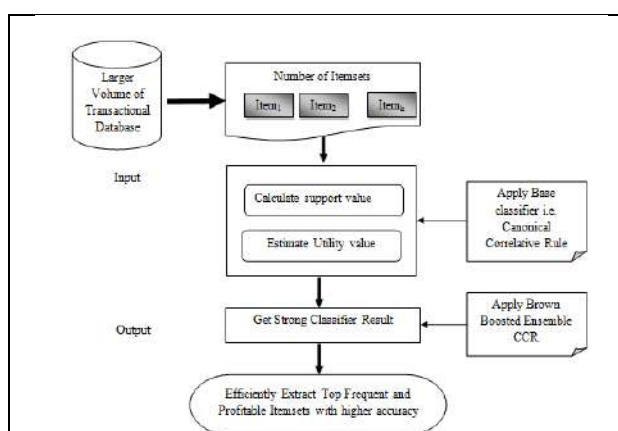 Larger
Volume of
Transactional
Database
Number of Itemsets
Item1 Item2 Itemn
Input
Calculate support value
Estimate Utility value
Apply Base
classifier i.e.
Canonical
Correlative Rule
Output
Get Strong Classifier Result
Apply Brown
Boosted Ensemble
CCR
Efficiently Extract Top Frequent and
Profitable Itemsets with higher accuracy